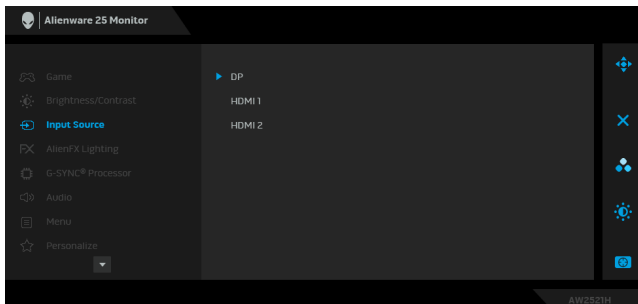 Alienware 25 Monitor
Game
Brightness/Contrast
Input Source
AlienFX Lighting
G-SYNC® Processor
Audio
Menu
Personalize
DP
HDMI 1
HDMI 2
AW2521H